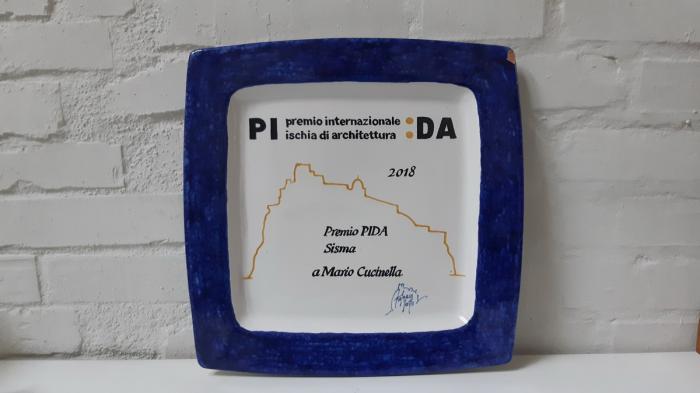 PI premio internazionale :DA
ischia di architettura
2018
Premio PIDA
Sisma
a Mario Cucinella